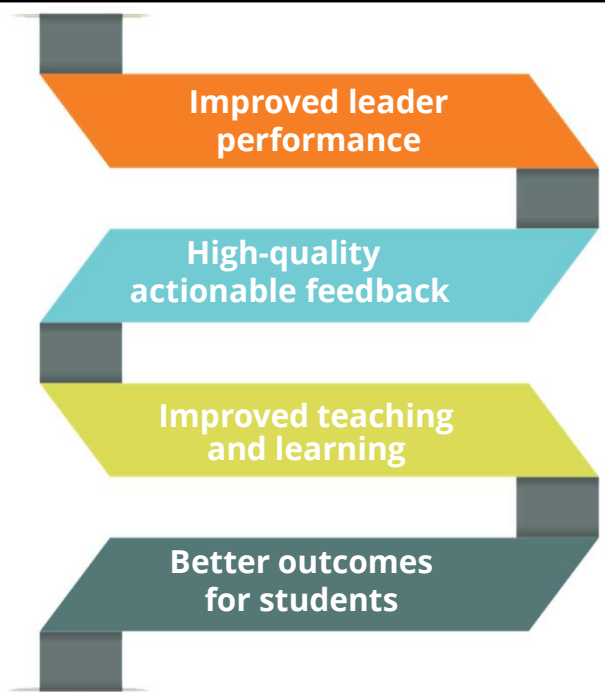 Improved leader
performance
High-quality
actionable feedback
Improved teaching
and learning
Better outcomes
for students